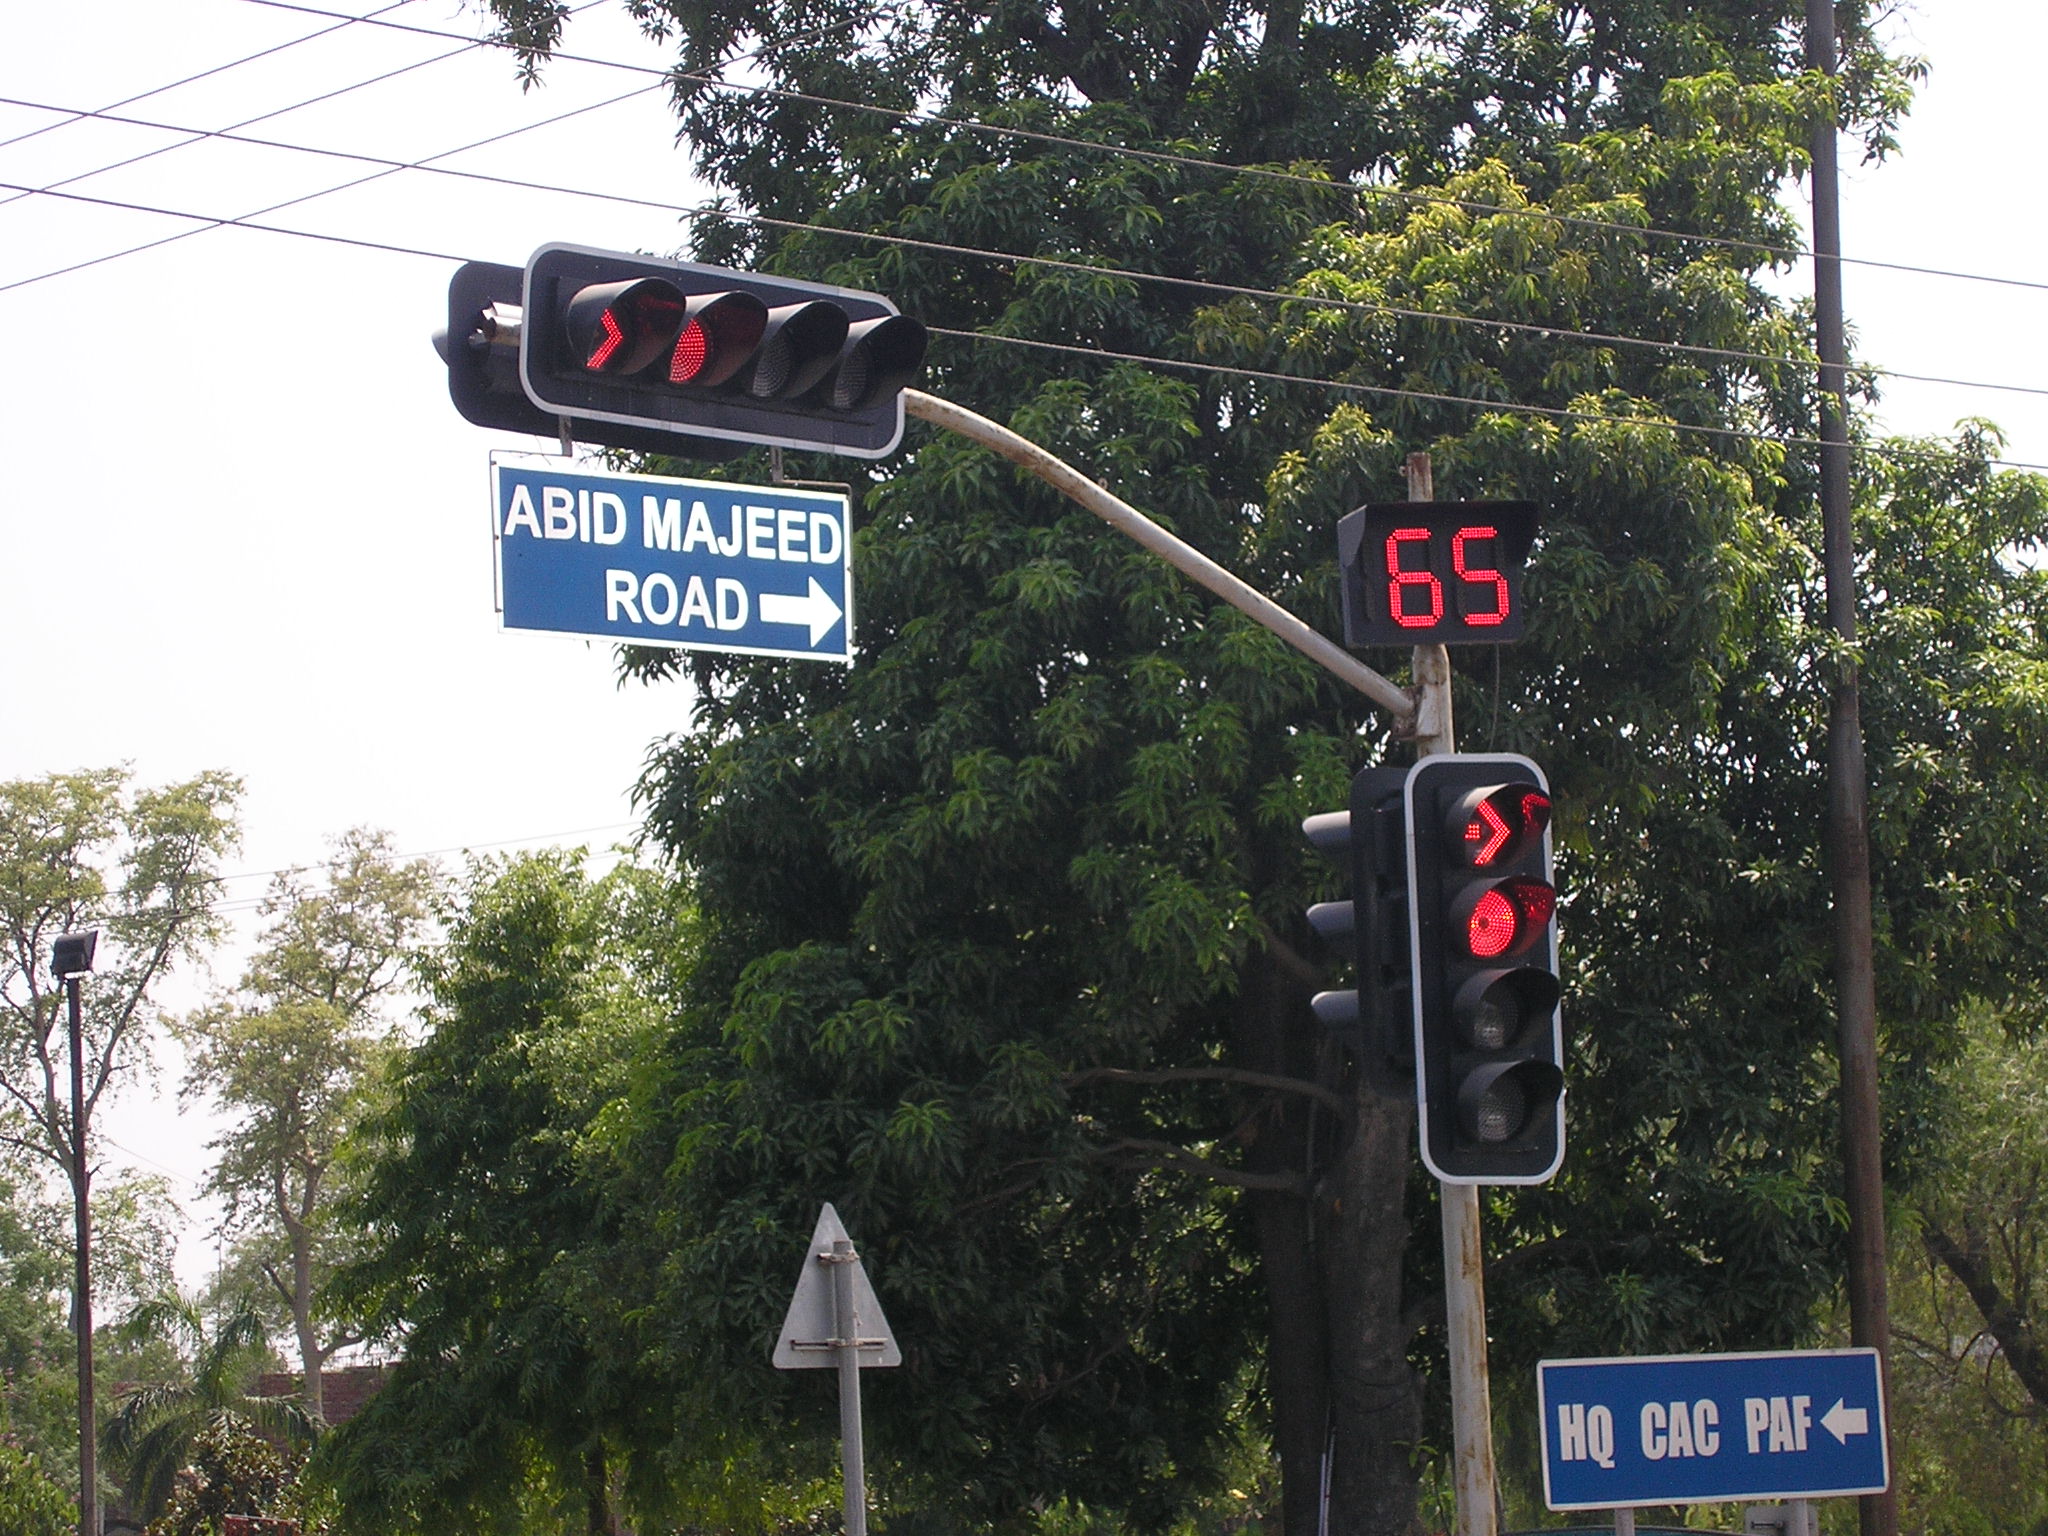 ABID MAJEED
ROAD
65
HQ CAC PAF